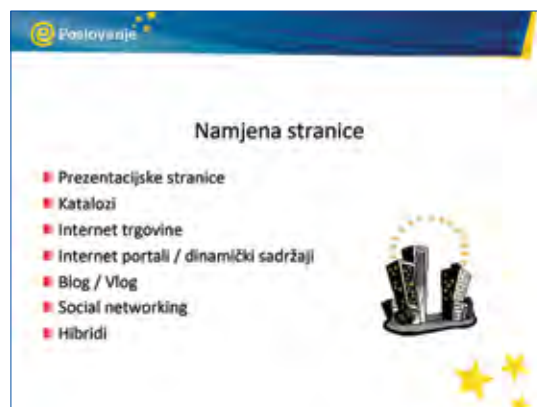 e Poslovanje
Namjena stranice
Prezentacijske stranice
Katalozi
Internet trgovine
Internet portali / dinamički sadržaji
Blog / Vlog
Social networking
Hibridi